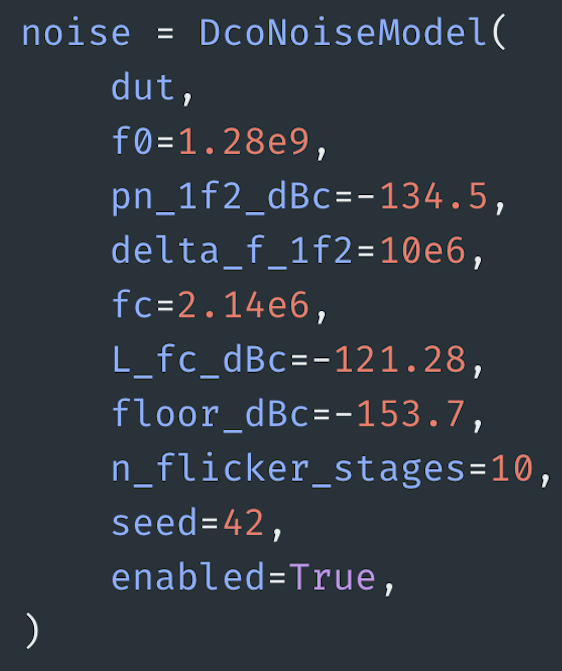 noise = DcoNoiseModel(
    dut,
    f0=1.28e9,
    pn_1f2_dBc=-134.5,
    delta_f_1f2=10e6,
    fc=2.14e6,
    L_fc_dBc=-121.28,
    floor_dBc=-153.7,
    n_flicker_stages=10,
    seed=42,
    enabled=True,
)